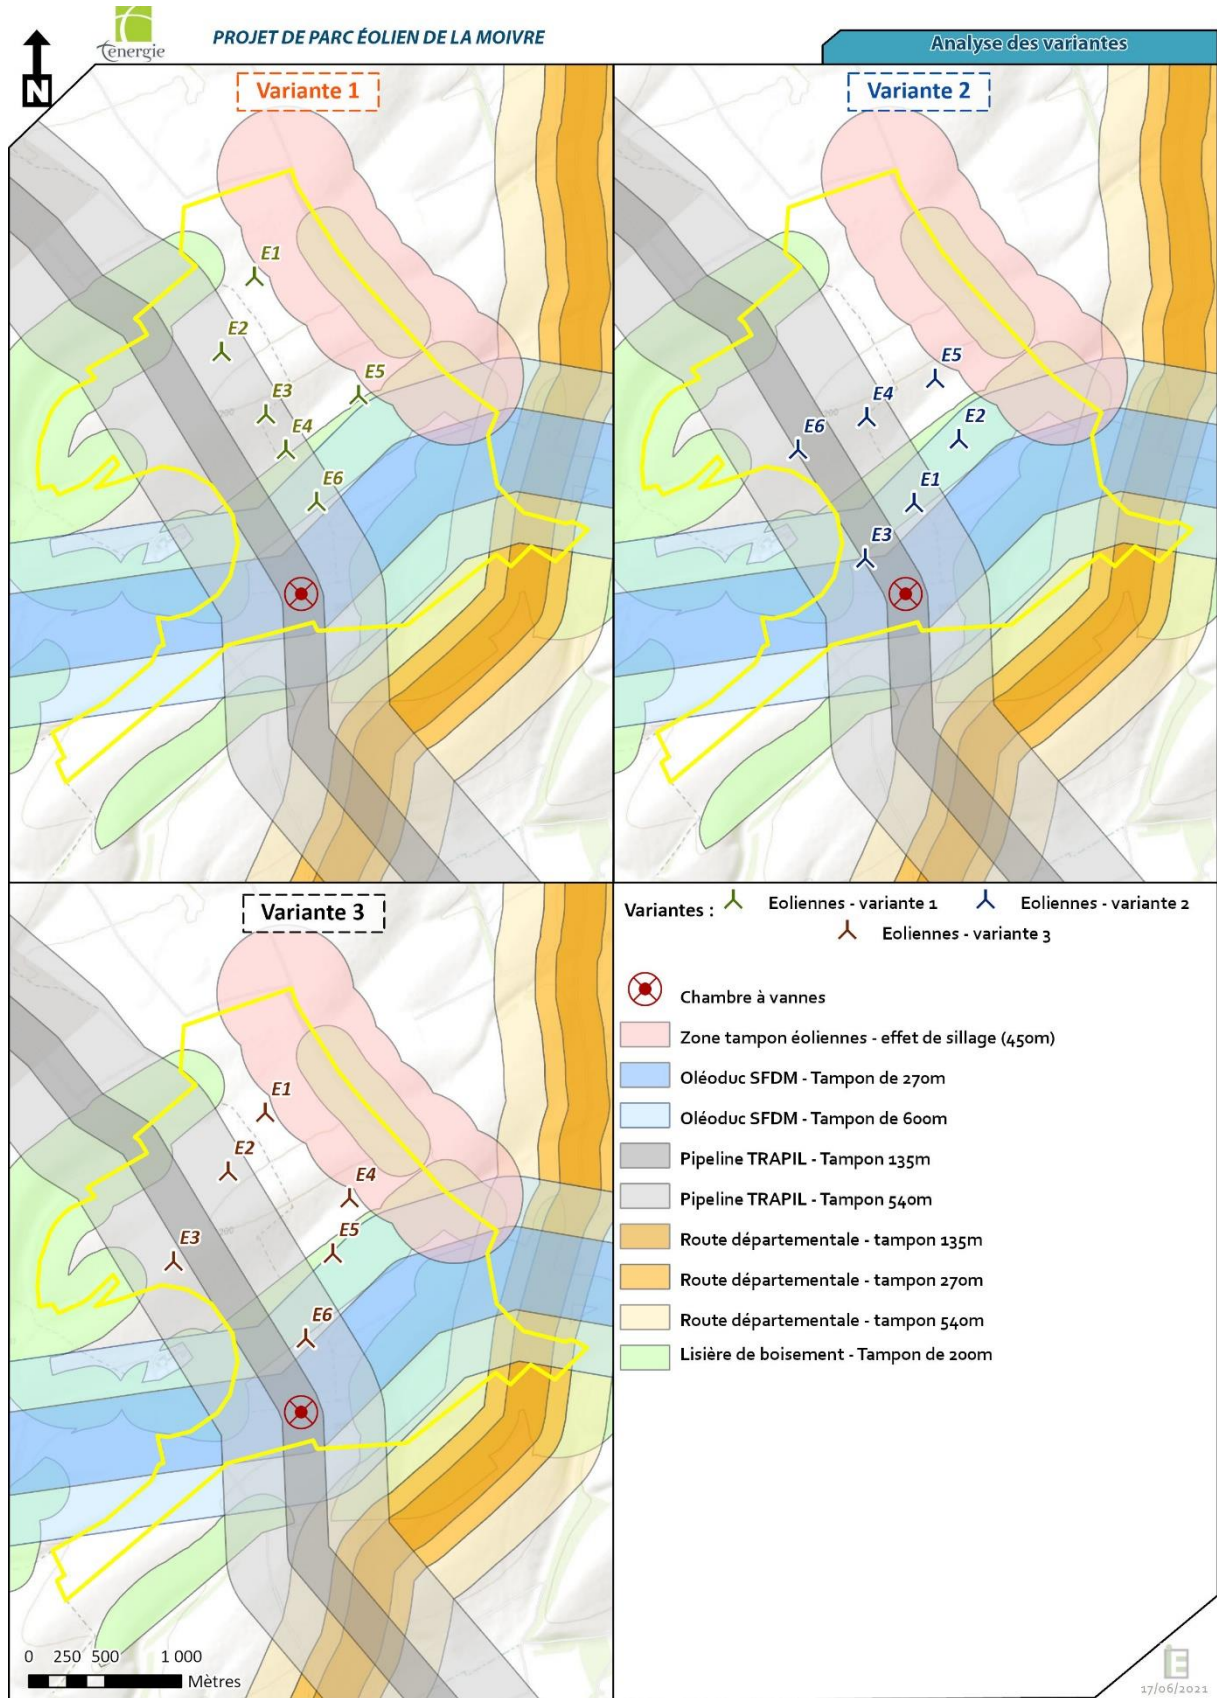 ténergie
PROJET DE PARC ÉOLIEN DE LA MOIVRE
Analyse des variantes
N
Variante 1
E1
E2
E3
E4
E5
E6
200
Variante 2
E5
E4
E6
E2
E1
E3
Variante 3
E1
E2
E3
E4
E5
E6
200
0 250 500 1 000
Mètres
Variantes :
Eoliennes - variante 1
Eoliennes - variante 2
Eoliennes - variante 3
Chambre à vannes
Zone tampon éoliennes - effet de sillage (450m)
Oléoduc SFDM - Tampon de 270m
Oléoduc SFDM - Tampon de 600m
Pipeline TRAPIL - Tampon 135m
Pipeline TRAPIL - Tampon 540m
Route départementale - tampon 135m
Route départementale - tampon 270m
Route départementale - tampon 540m
Lisière de boisement - Tampon de 200m
17/06/2021